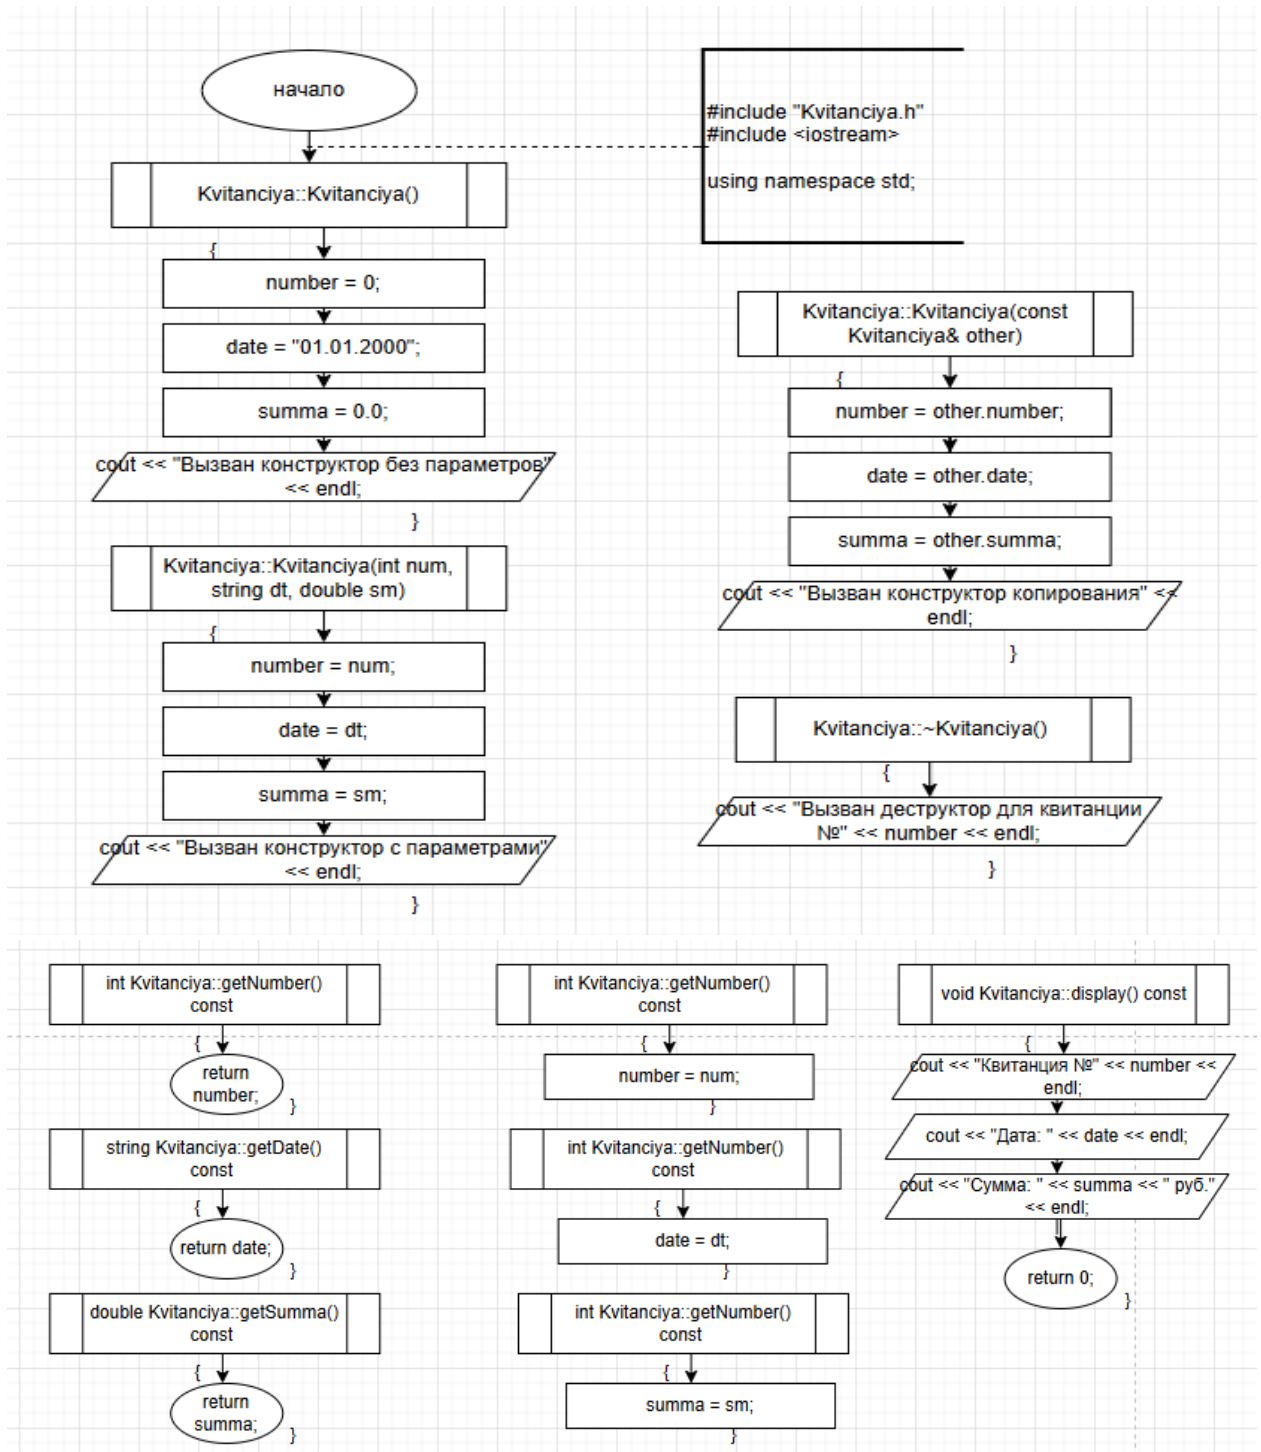 начало
#include "Kvitanciya.h"
#include <iostream>
using namespace std;
Kvitanciya::Kvitanciya()
{
number = 0;
date = "01.01.2000";
summa = 0.0;
cout << "Вызван конструктор без параметров"
<< endl;
}
Kvitanciya::Kvitanciya(int num,
string dt, double sm)
{
number = num;
date = dt;
summa = sm;
cout << "Вызван конструктор с параметрами"
<< endl;
}
Kvitanciya::Kvitanciya(const
Kvitanciya& other)
{
number = other.number;
date = other.date;
summa = other.summa;
cout << "Вызван конструктор копирования" <<
endl;
}
Kvitanciya::~Kvitanciya()
{
cout << "Вызван деструктор для квитанции
№" << number << endl;
}
int Kvitanciya::getNumber()
const
{
return
number;
}
string Kvitanciya::getDate()
const
{
return date;
}
double Kvitanciya::getSumma()
const
{
return
summa;
}
int Kvitanciya::getNumber()
const
{
number = num;
}
int Kvitanciya::getNumber()
const
{
date = dt;
}
int Kvitanciya::getNumber()
const
{
summa = sm;
}
void Kvitanciya::display() const
{
cout << "Квитанция №" << number <<
endl;
cout << "Дата: " << date << endl;
cout << "Сумма: " << summa << " руб."
<< endl;
return 0;
}